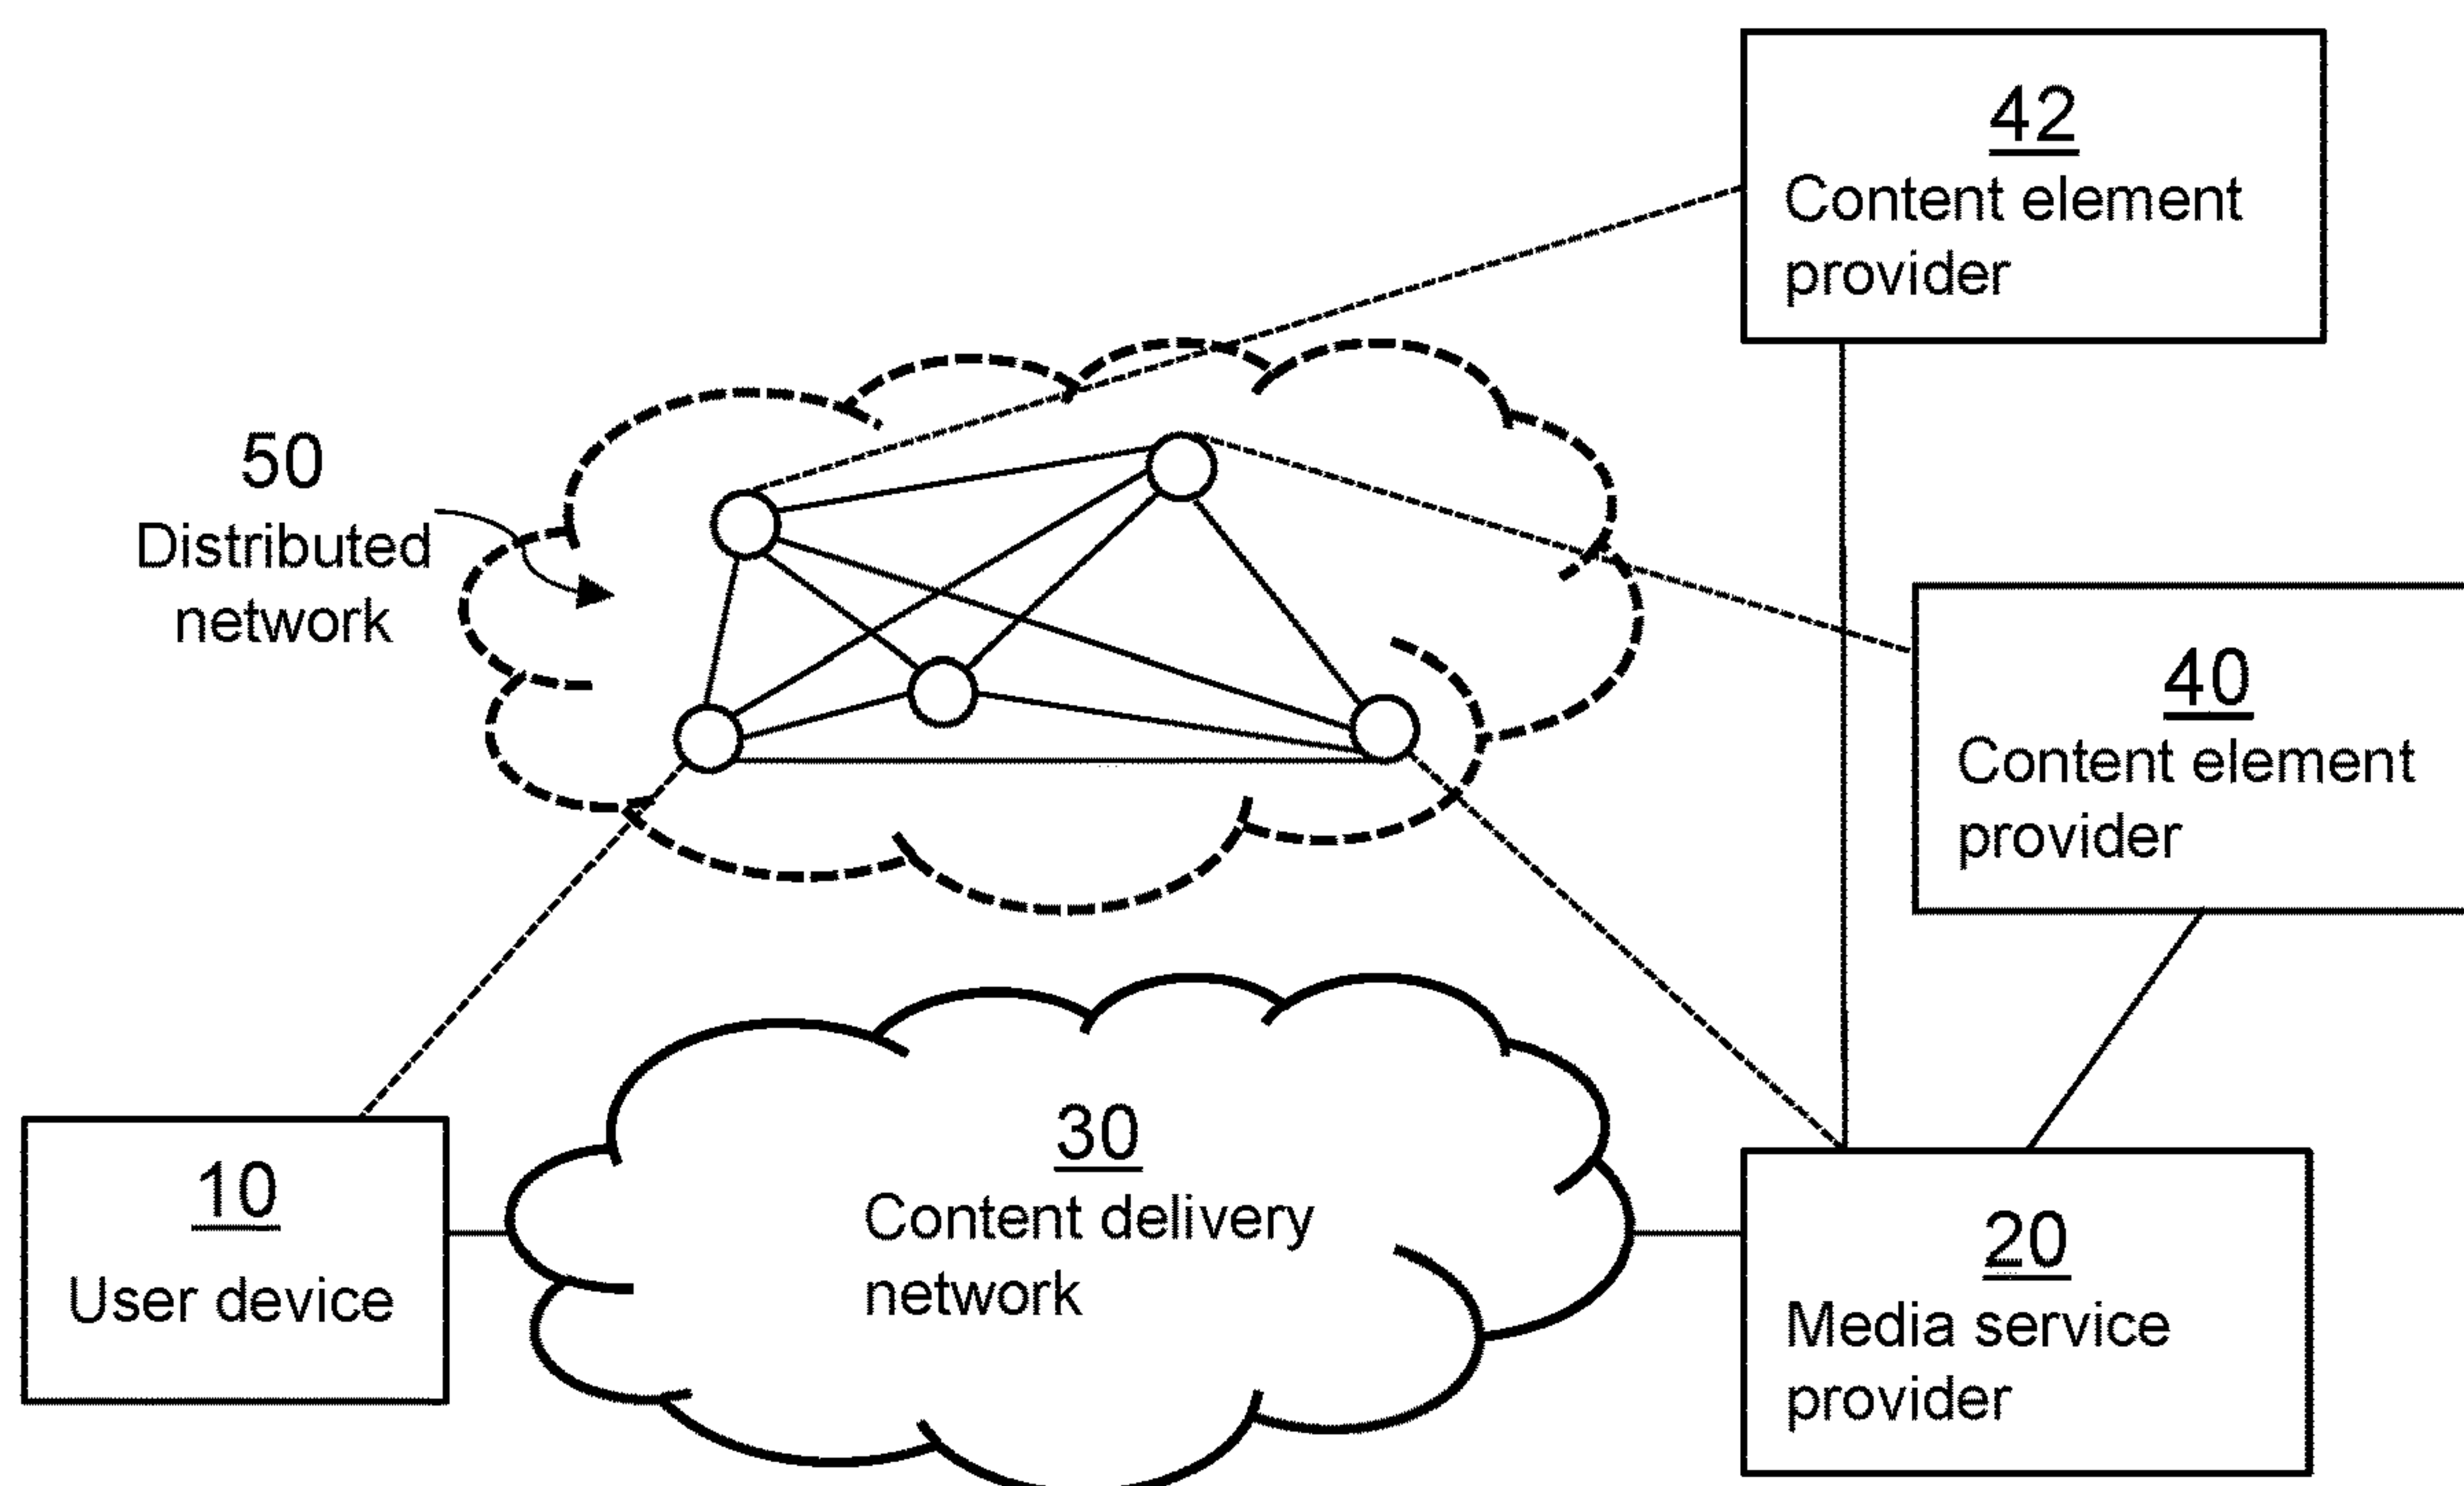 42
Content element
provider
50
Distributed
network
40
Content element
provider
30
Content delivery
network
10
User device
20
Media service
provider